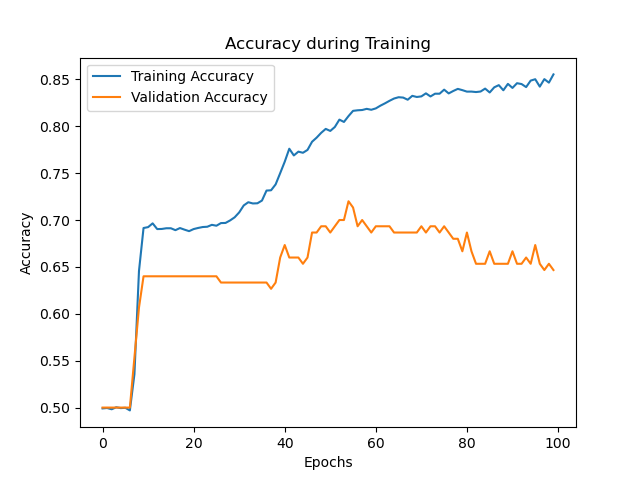 Accuracy during Training
Training Accuracy
Validation Accuracy
Accuracy
0.85
0.80
0.75
0.70
0.65
0.60
0.55
0.50
0 20 40 60 80 100
Epochs